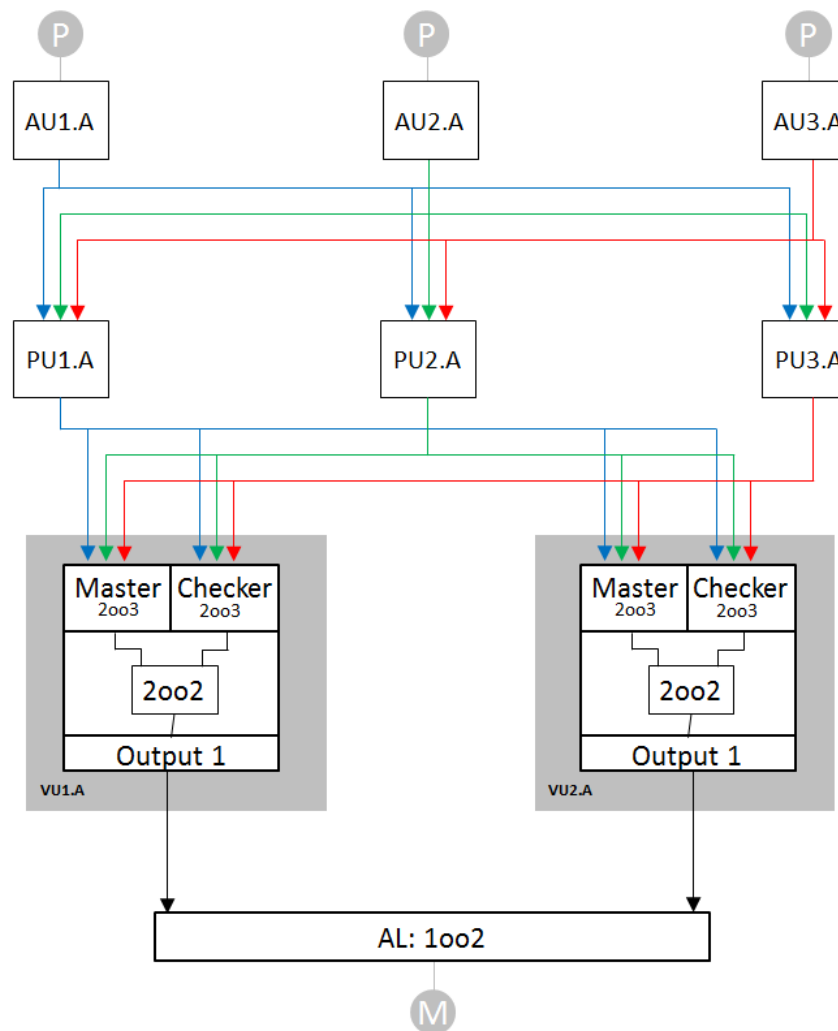 P P P
AU1.A AU2.A AU3.A
PU1.A PU2.A PU3.A
Master Checker Master Checker
2oo3 2oo3 2oo3 2oo3
2oo2 2oo2
Output 1 Output 1
VU1.A VU2.A
AL: 1oo2
M